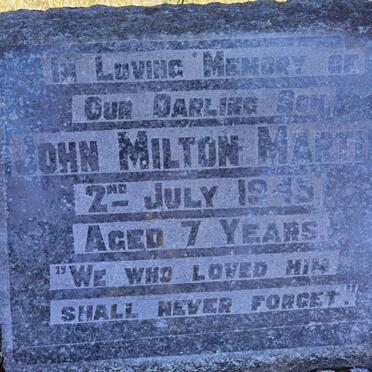 In Loving Memory of
Our Darling Son
John Milton
2ND July 1945
Aged 7 Years.
"We who loved him
shall never forget."